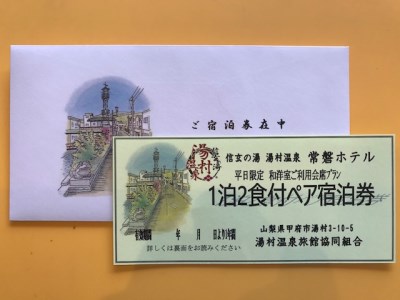 ご宿泊券在中
信玄の湯 湯村温泉 常磐ホテル
平日限定 和洋室ご利用会席プラン
1泊2食付ペア宿泊券
年 月 日より1年間
詳しくは裏面をお読みください
山梨県甲府市湯村3-10-5
湯村温泉旅館協同組合
湯村